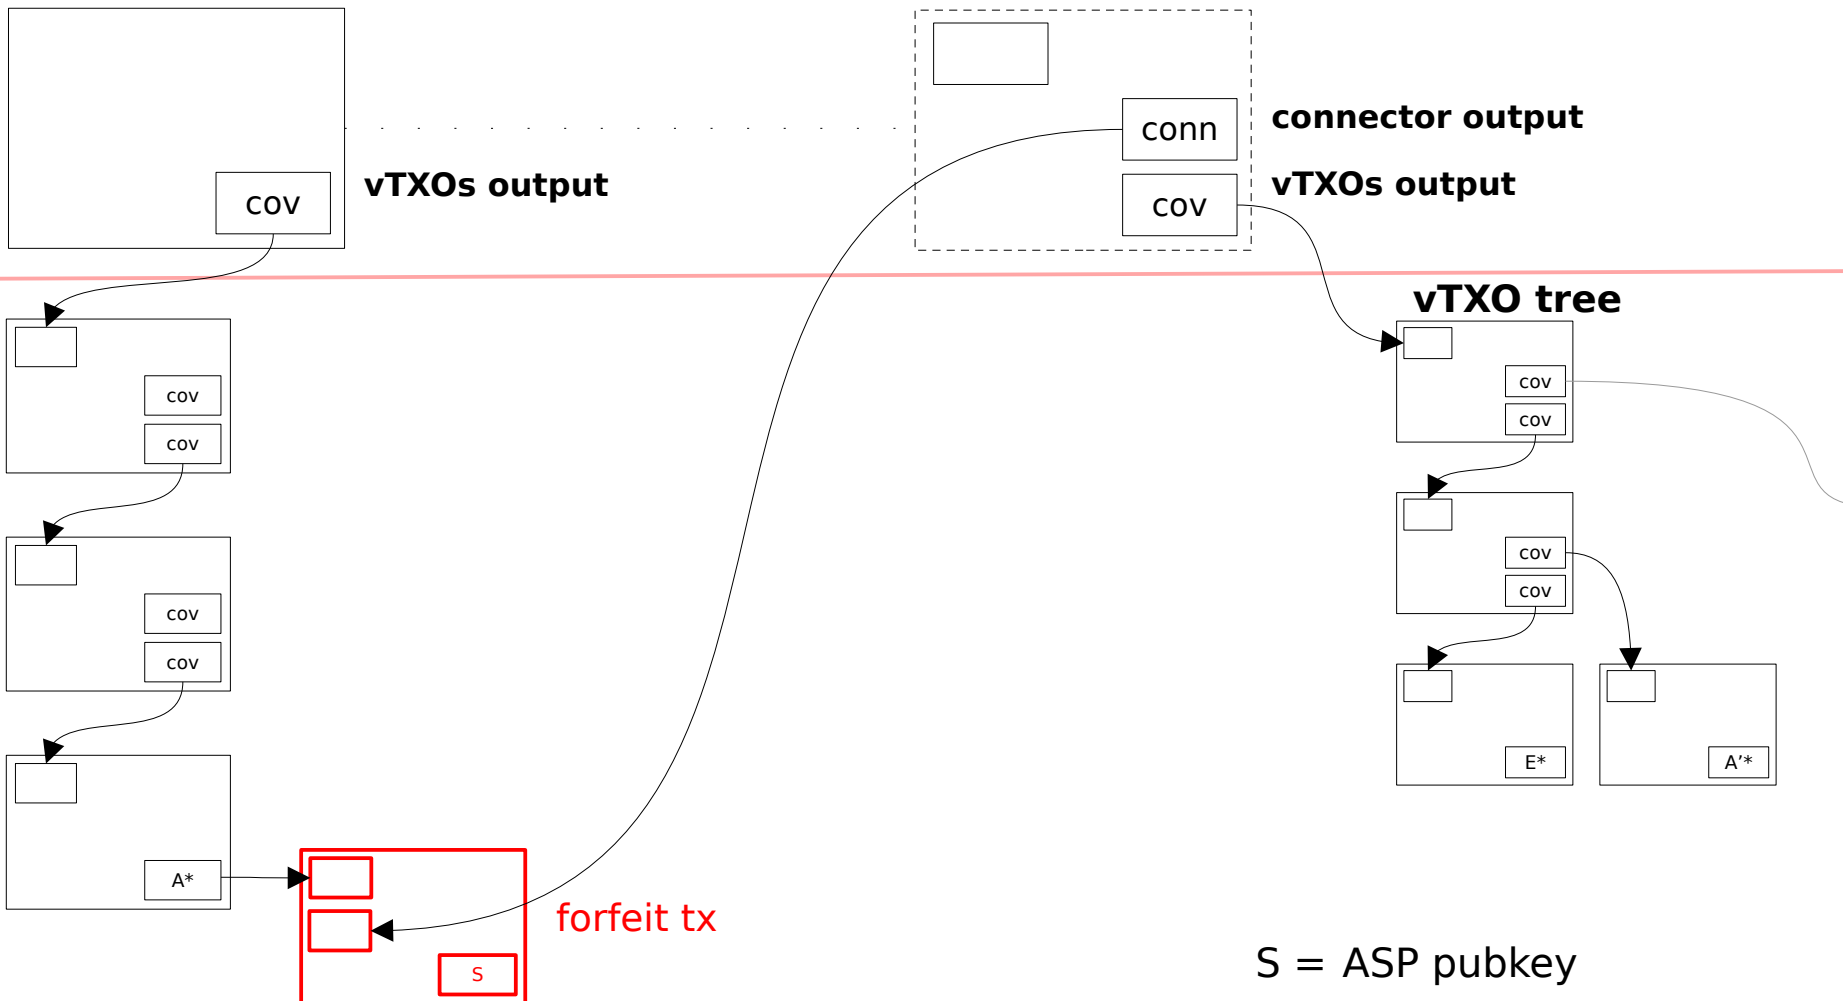 conn
connector output
vTXOs output
cov
vTXOs output
cov
vTXO tree
cov
cov
cov
cov
cov
cov
cov
cov
E*
A’*
A*
forfeit tx
S
S = ASP pubkey